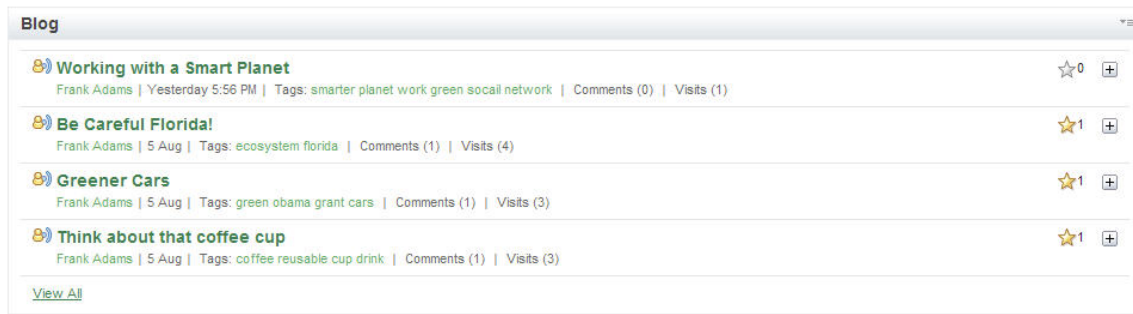 Blog
Working with a Smart Planet 0
Frank Adams | Yesterday 5:56 PM | Tags: smarter planet work green socail network | Comments (0) | Visits (1)
Be Careful Florida! 1
Frank Adams | 5 Aug | Tags: ecosystem florida | Comments (1) | Visits (4)
Greener Cars 1
Frank Adams | 5 Aug | Tags: green obama grant cars | Comments (1) | Visits (3)
Think about that coffee cup 1
Frank Adams | 5 Aug | Tags: coffee reusable cup drink | Comments (1) | Visits (3)
View All